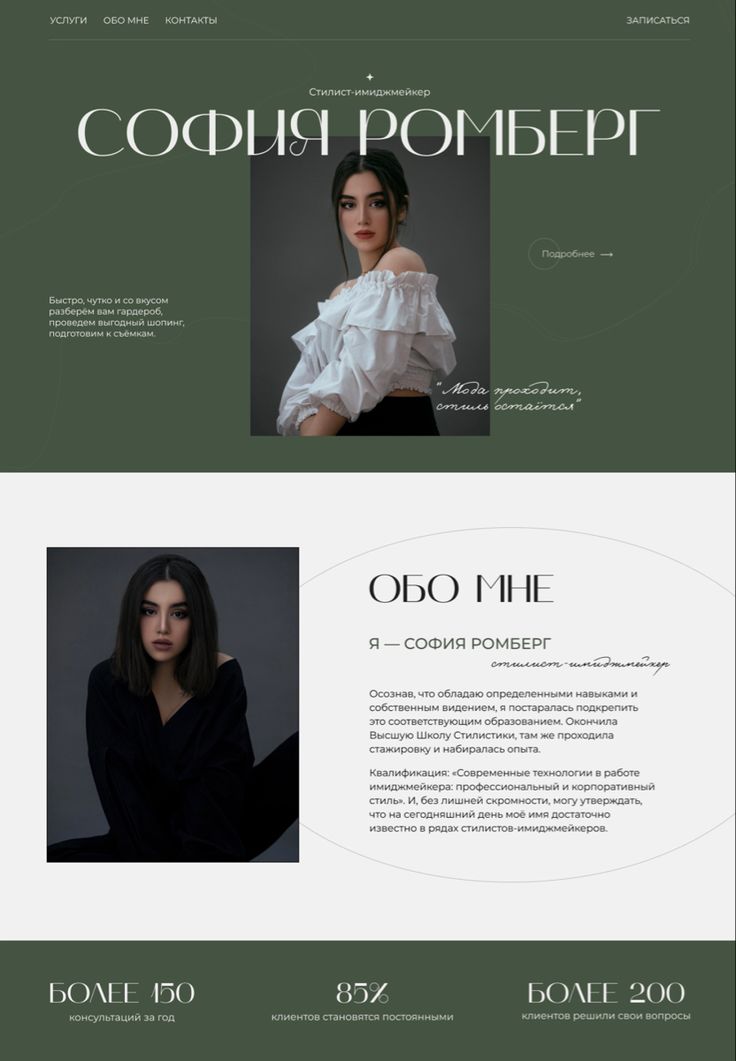 УСЛУГИ ОБО МНЕ КОНТАКТЫ ЗАПИСАТЬСЯ
Стилист-имиджмейкер
СОФИЯ РОМБЕРГ
Подробнее →
Быстро, чутко и со вкусом
разберём вам гардероб,
проведем выгодный шопинг,
подготовим к съёмкам.
"Мода проходит,
стиль остаётся"
ОБО МНЕ
Я — СОФИЯ РОМБЕРГ
стилист-имиджмейкер
Осознав, что обладаю определенными навыками и
собственным видением, я постаралась подкрепить
это соответствующим образованием. Окончила
Высшую Школу Стилистики, там же проходила
стажировку и набиралась опыта.
Квалификация: «Современные технологии в работе
имиджмейкера: профессиональный и корпоративный
стиль». И, без лишней скромности, могу утверждать,
что на сегодняшний день моё имя достаточно
известно в рядах стилистов-имиджмейкеров.
БОЛЕЕ 150
консультаций за год
85%
клиентов становятся постоянными
БОЛЕЕ 200
клиентов решили свои вопросы